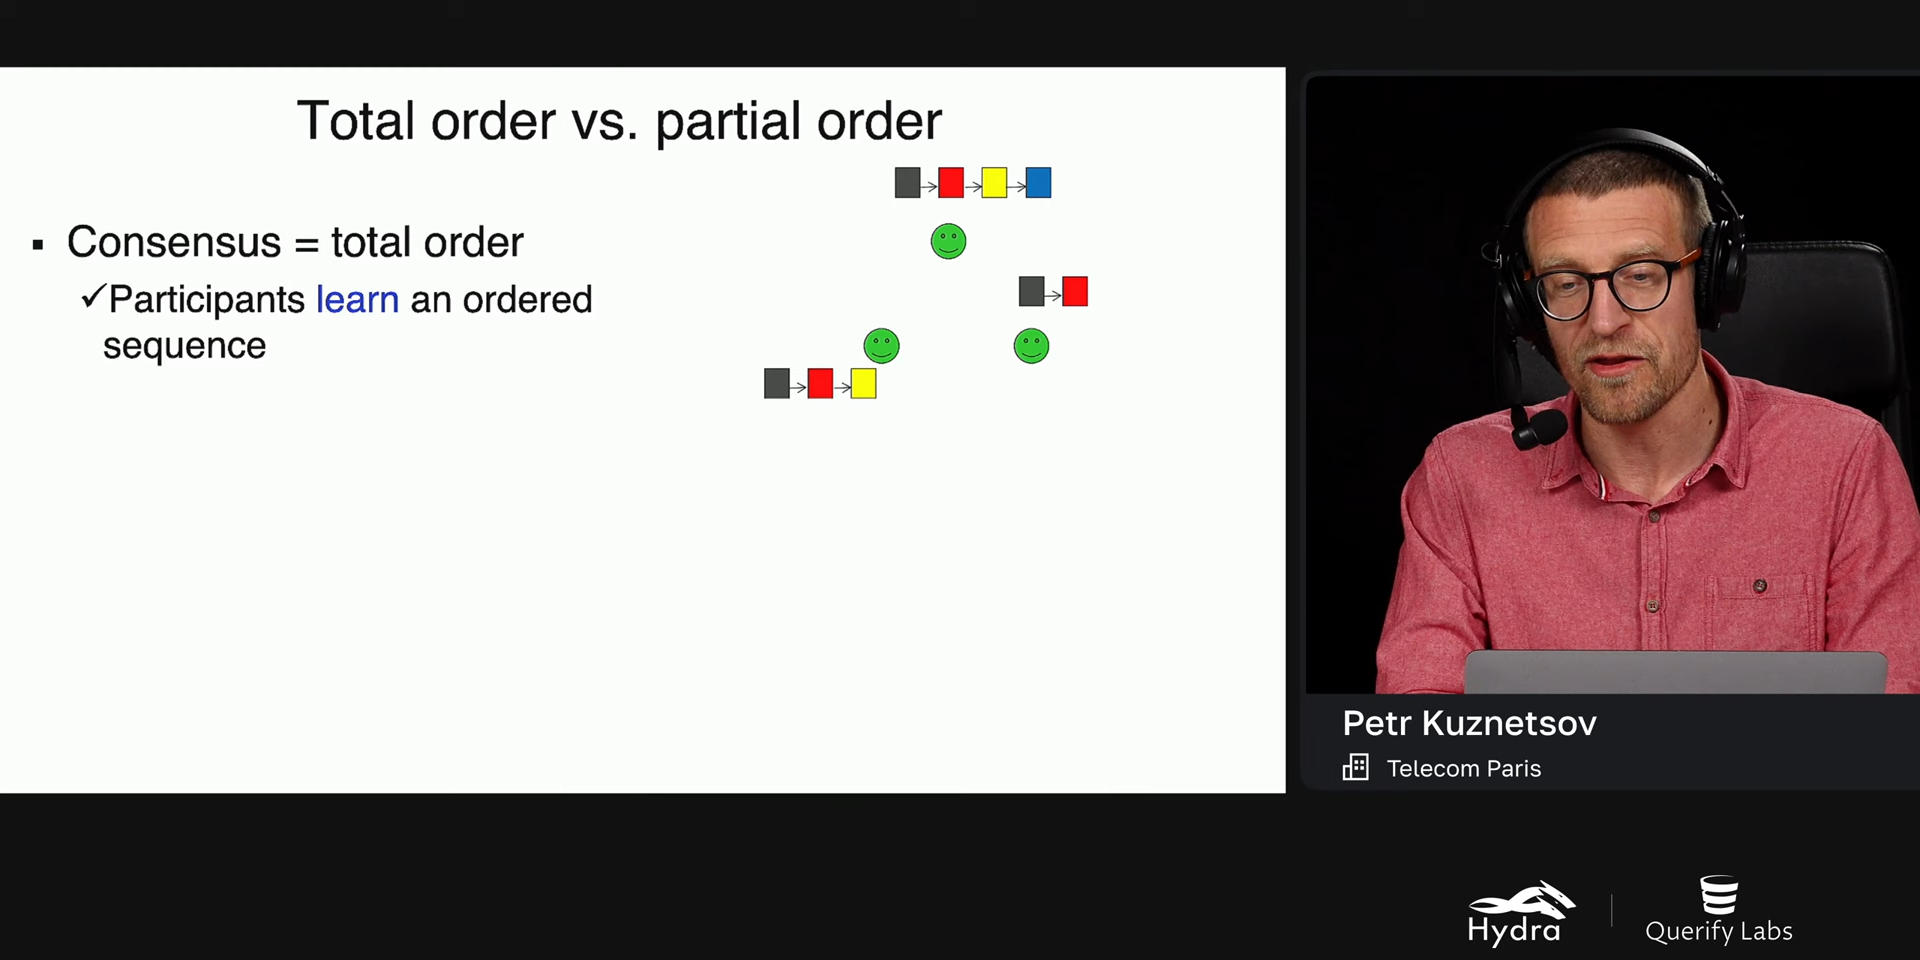 Total order vs. partial order
▪ Consensus = total order
✓Participants learn an ordered
sequence
Petr Kuznetsov
Telecom Paris
Hydra
Querify Labs